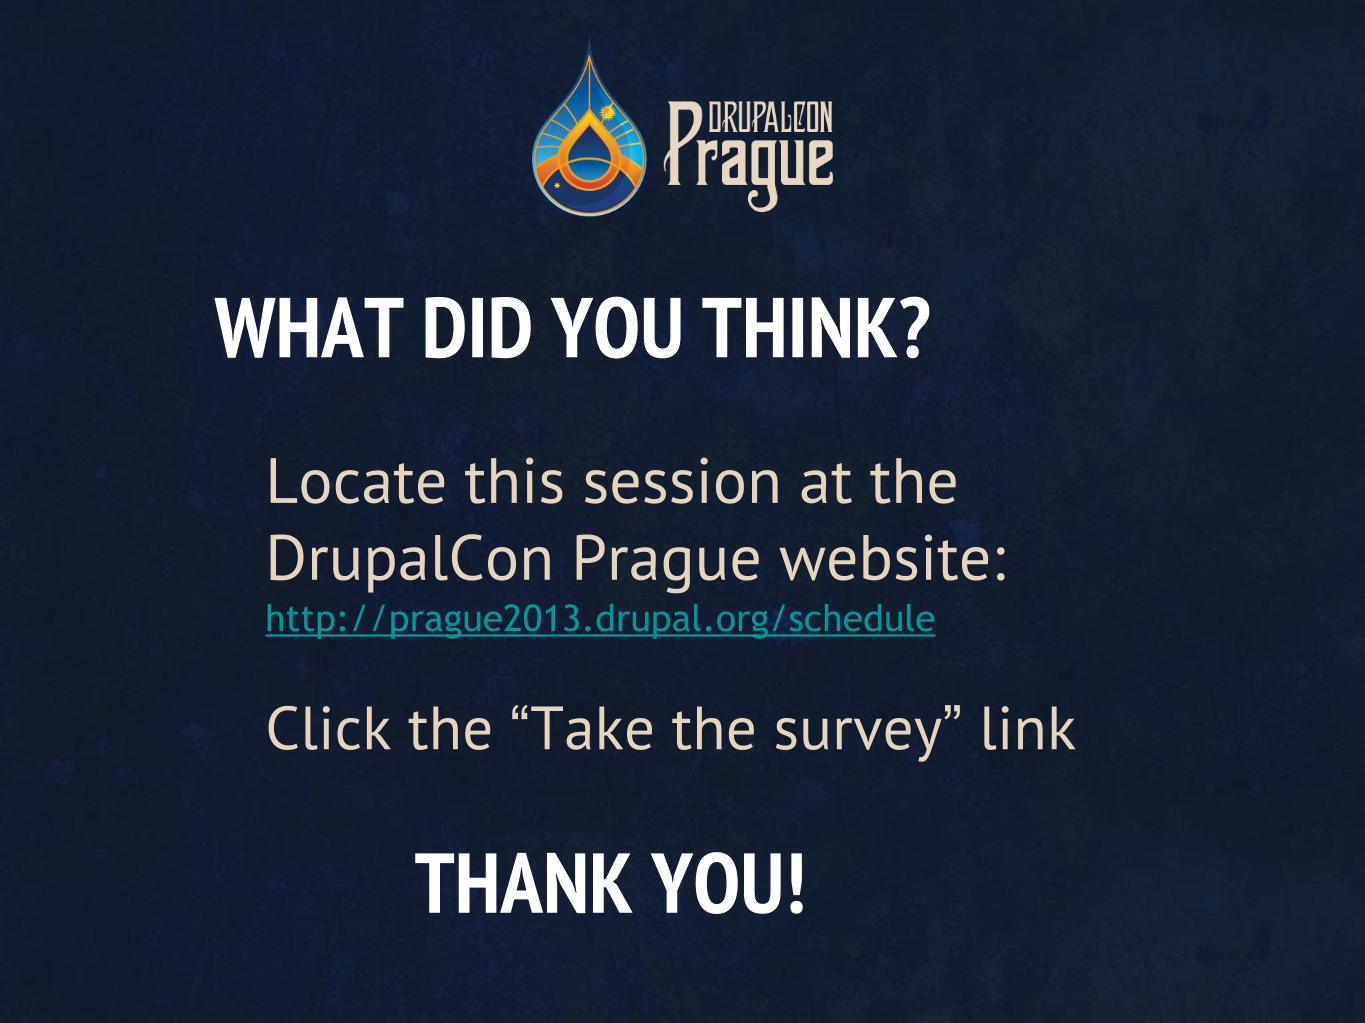 DRUPALCON
Prague
WHAT DID YOU THINK?
Locate this session at the
DrupalCon Prague website:
http://prague2013.drupal.org/schedule
Click the “Take the survey” link
THANK YOU!